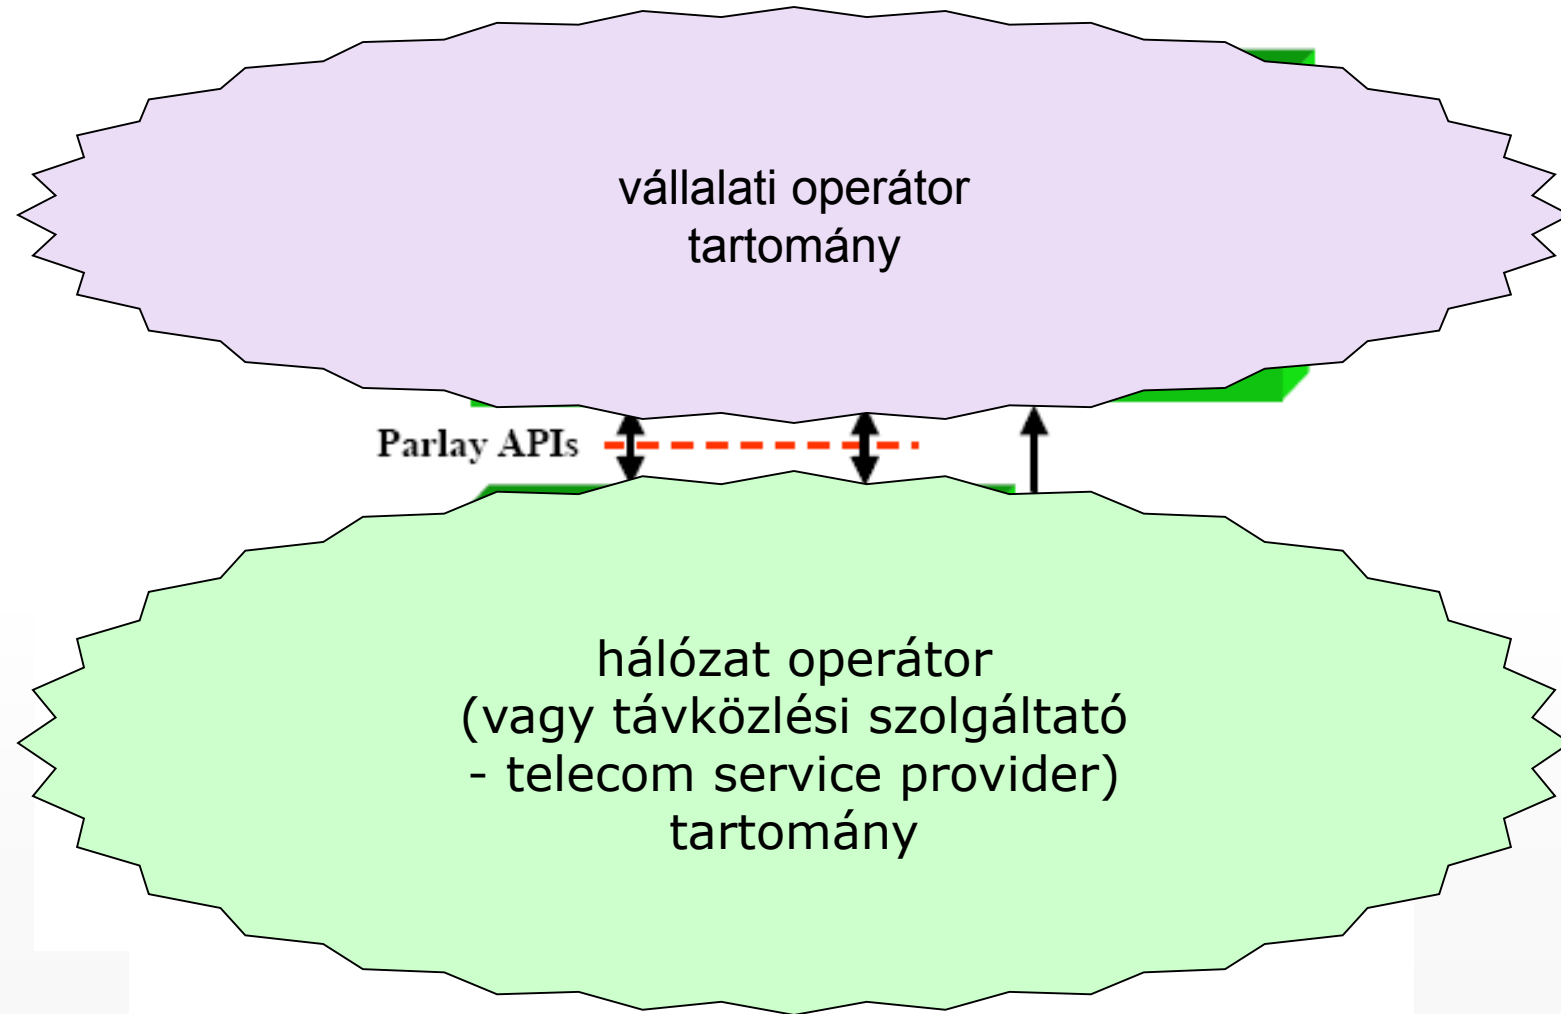 vállalati operátor
tartomány
Parlay APIs
hálózat operátor
(vagy távközlési szolgáltató
- telecom service provider)
tartomány